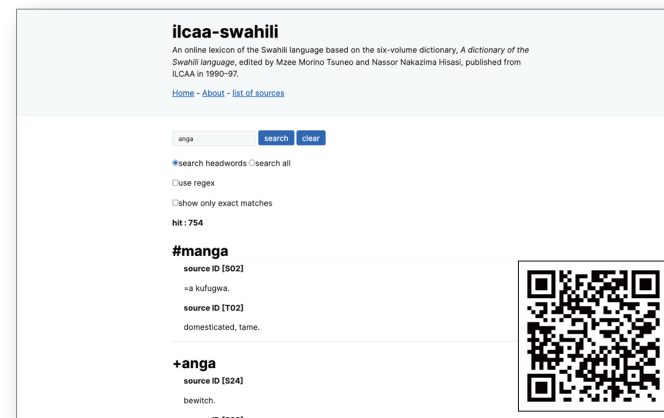 ilcaa-swahili
An online lexicon of the Swahili language based on the six-volume dictionary, A dictionary of the
Swahili language, edited by Mzee Morino Tsuneo and Nassor Nakazima Hisasi, published from
ILCAA in 1990–97.
Home - About - list of sources
anga search clear
search headwords search all
use regex
show only exact matches
hit : 754
#manga
source ID [S02]
=a kufugwa.
source ID [T02]
domesticated, tame.
+anga
source ID [S24]
bewitch.